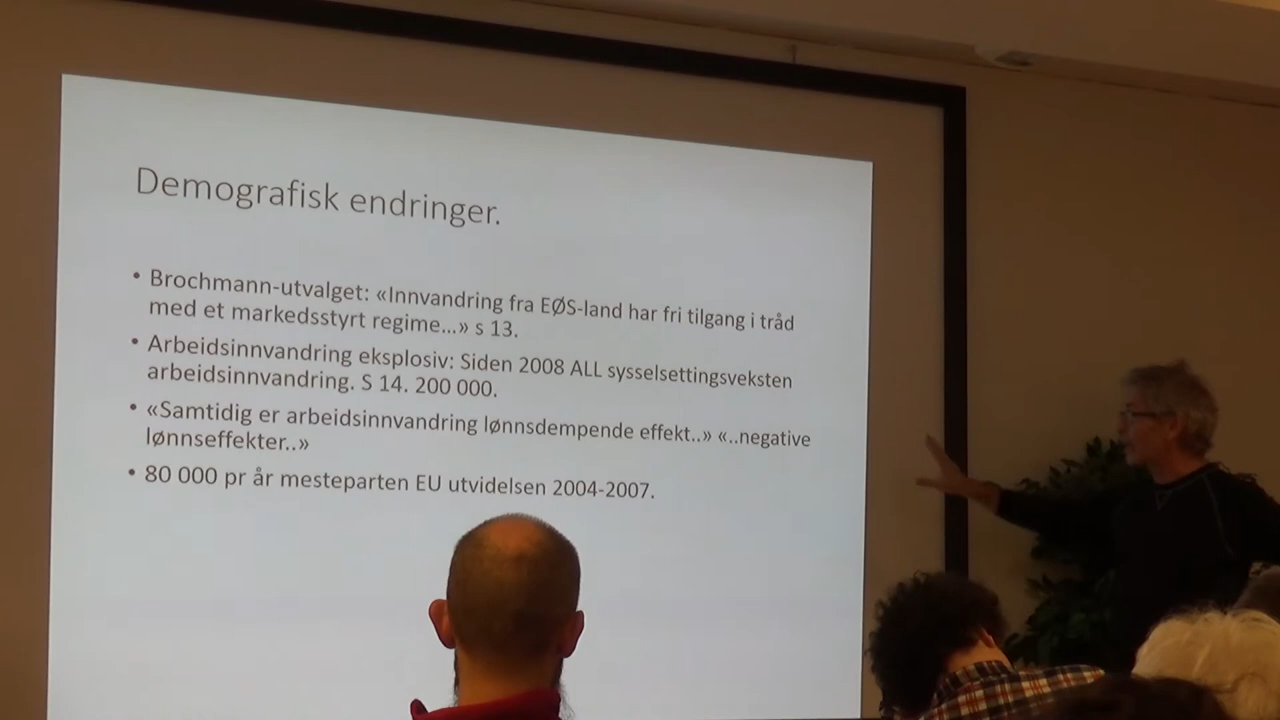 Demografisk endringer.
• Brochmann-utvalget: «Innvandring fra EØS-land har fri tilgang i tråd
med et markedsstyrt regime...» s 13.
• Arbeidsinnvandring eksplosiv: Siden 2008 ALL sysselsettingsveksten
arbeidsinnvandring. S 14. 200 000.
• «Samtidig er arbeidsinnvandring lønnsdempende effekt..» «..negative
lønnseffekter..»
• 80 000 pr år mesteparten EU utvidelsen 2004-2007.